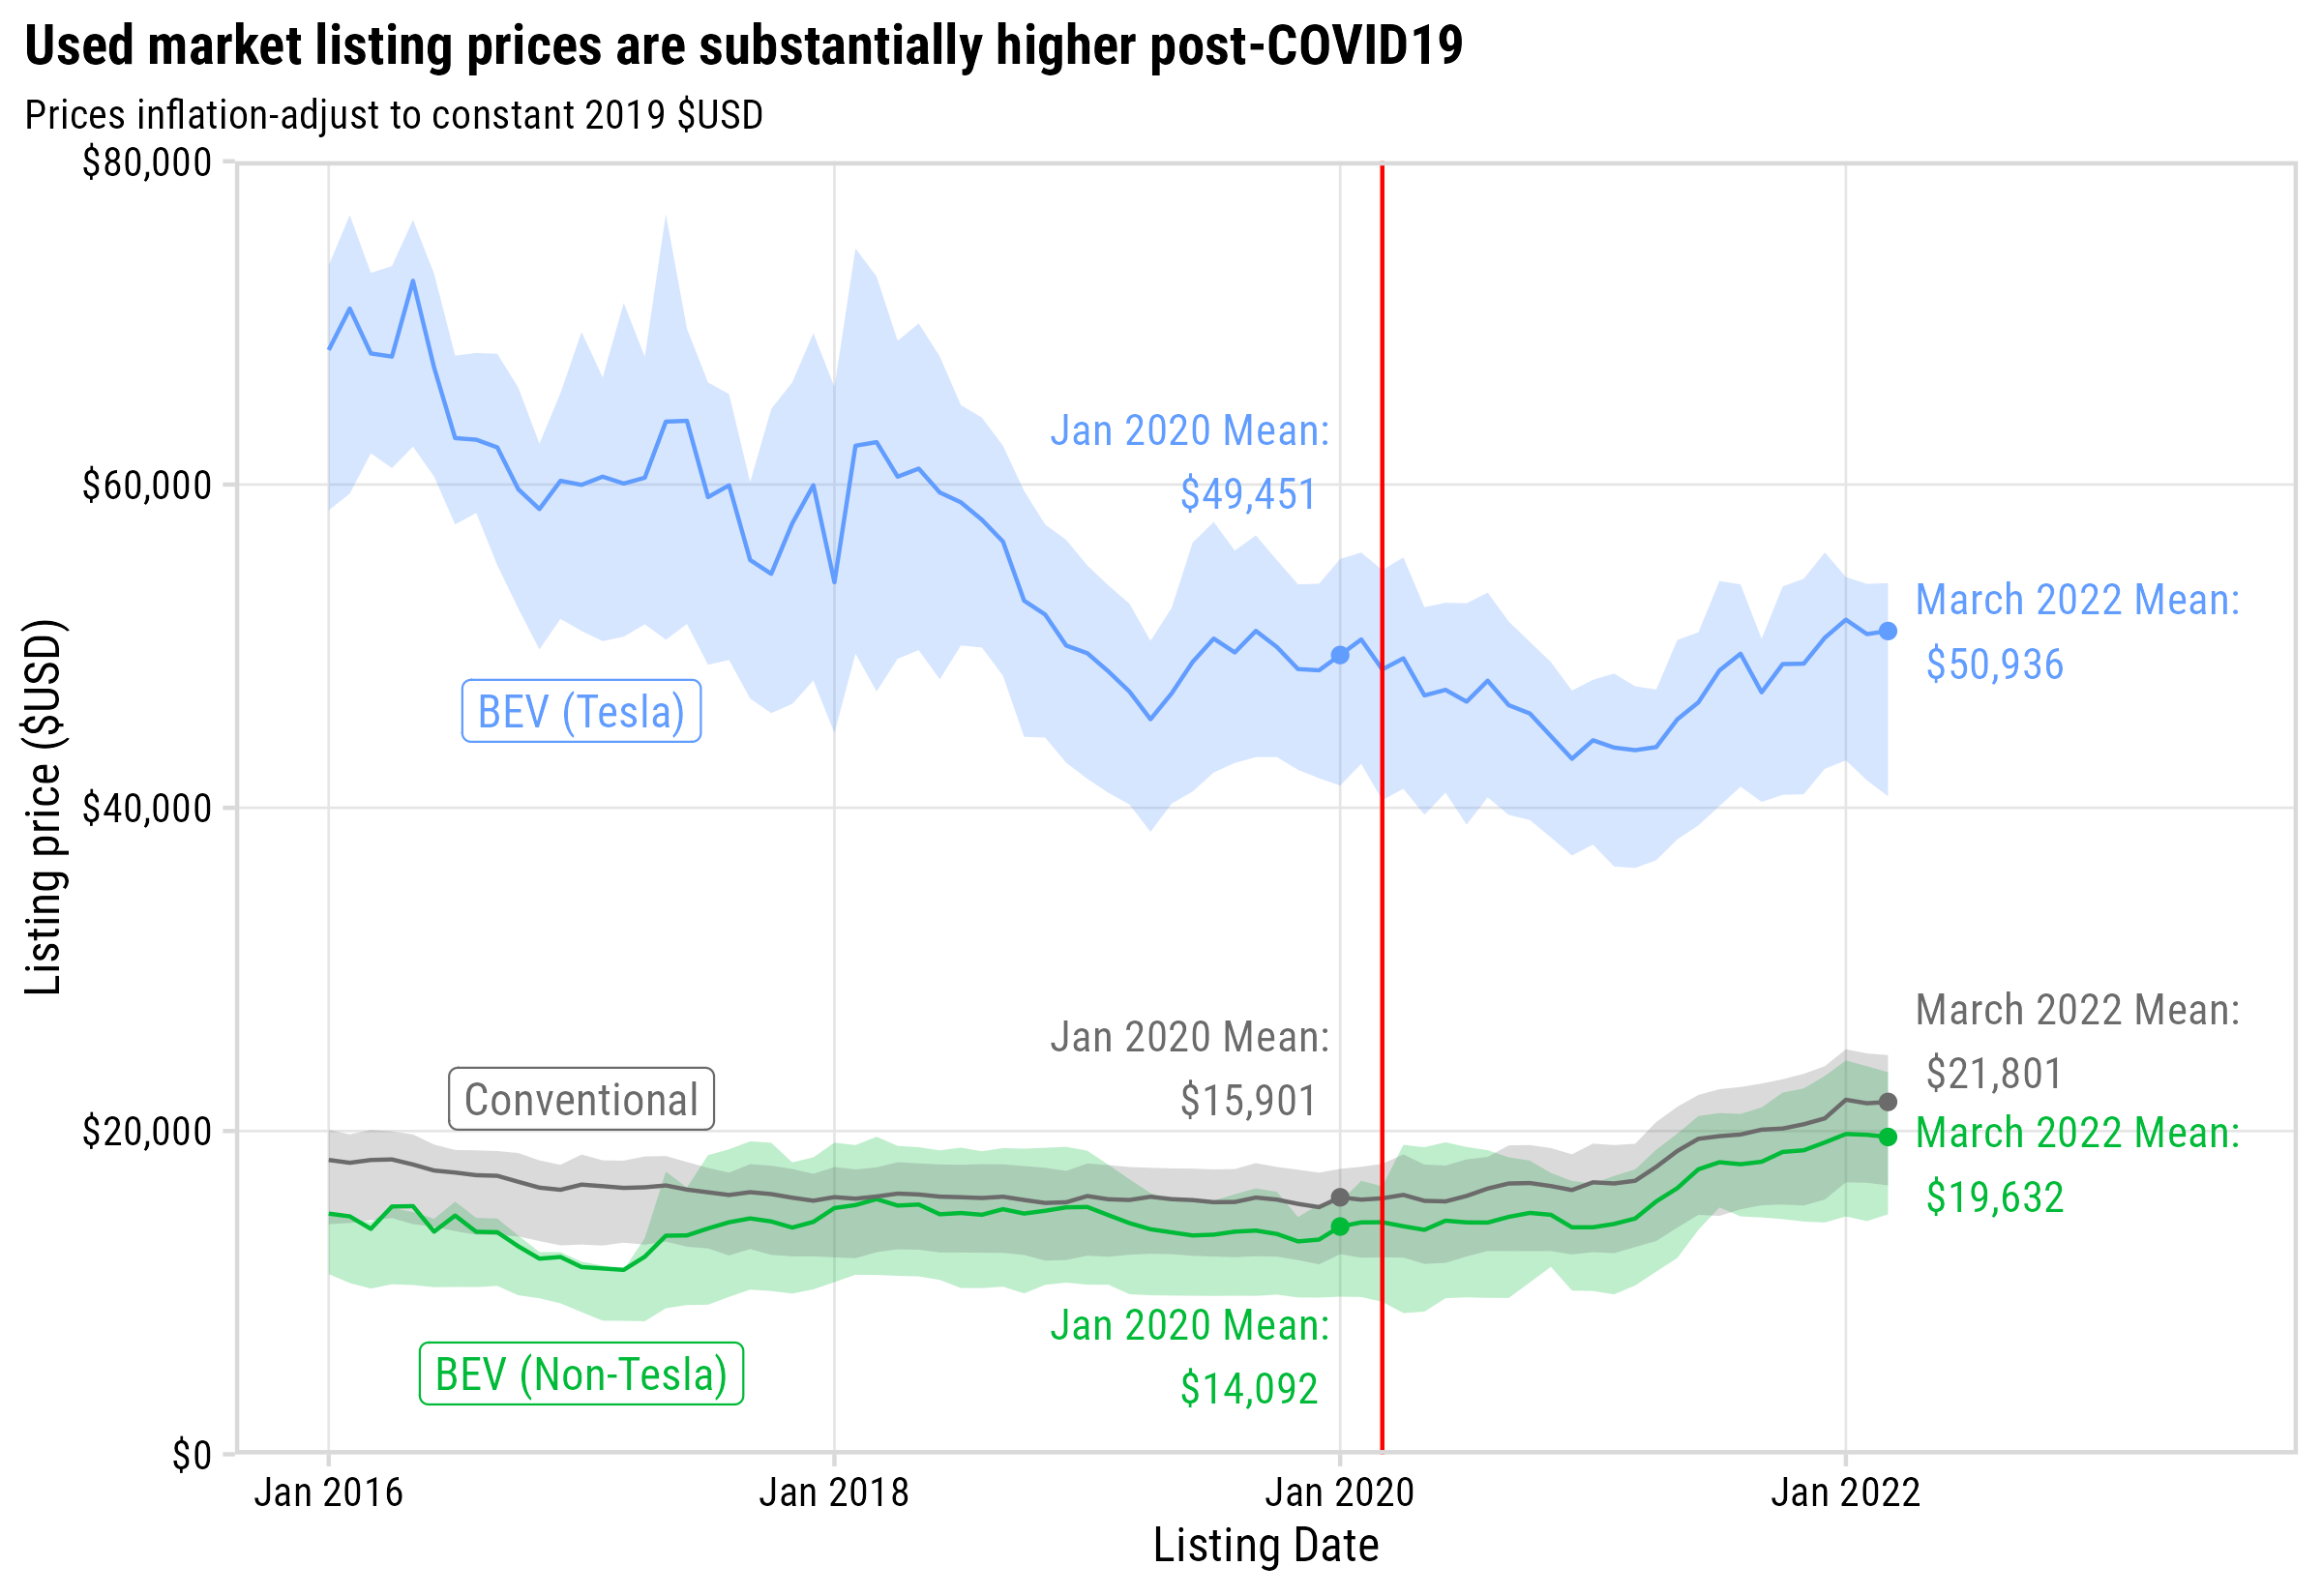 Used market listing prices are substantially higher post-COVID19
Prices inflation-adjust to constant 2019 $USD
$80,000
$60,000
$40,000
$20,000
$0
Listing price ($USD)
Jan 2020 Mean:
$49,451
March 2022 Mean:
$50,936
BEV (Tesla)
Jan 2020 Mean:
$15,901
March 2022 Mean:
$21,801
Conventional
March 2022 Mean:
$19,632
Jan 2020 Mean:
$14,092
BEV (Non-Tesla)
Jan 2016
Jan 2018
Jan 2020
Jan 2022
Listing Date